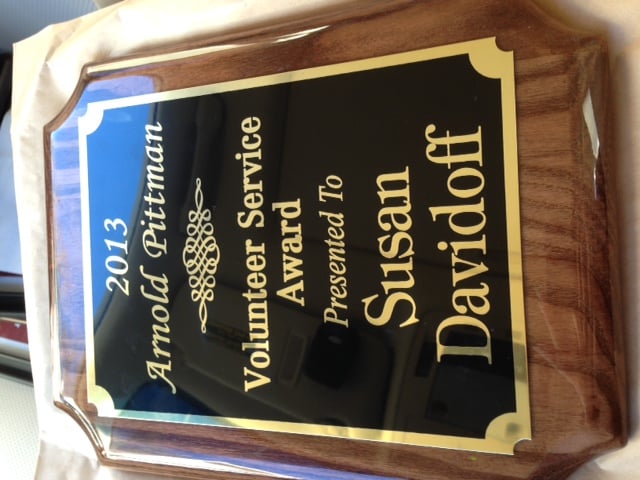 2013
Arnold Pittman
Volunteer Service
Award
Presented To
Susan
Davidoff